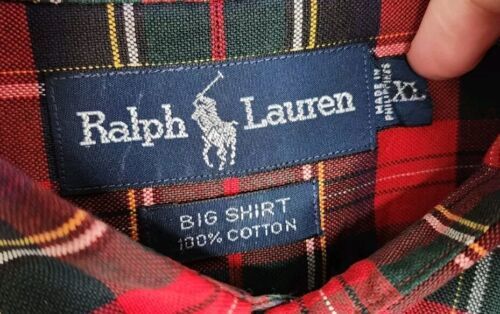 Ralph Lauren
MADE IN
PHILIPPINES
XL
BIG SHIRT
100% COTTON